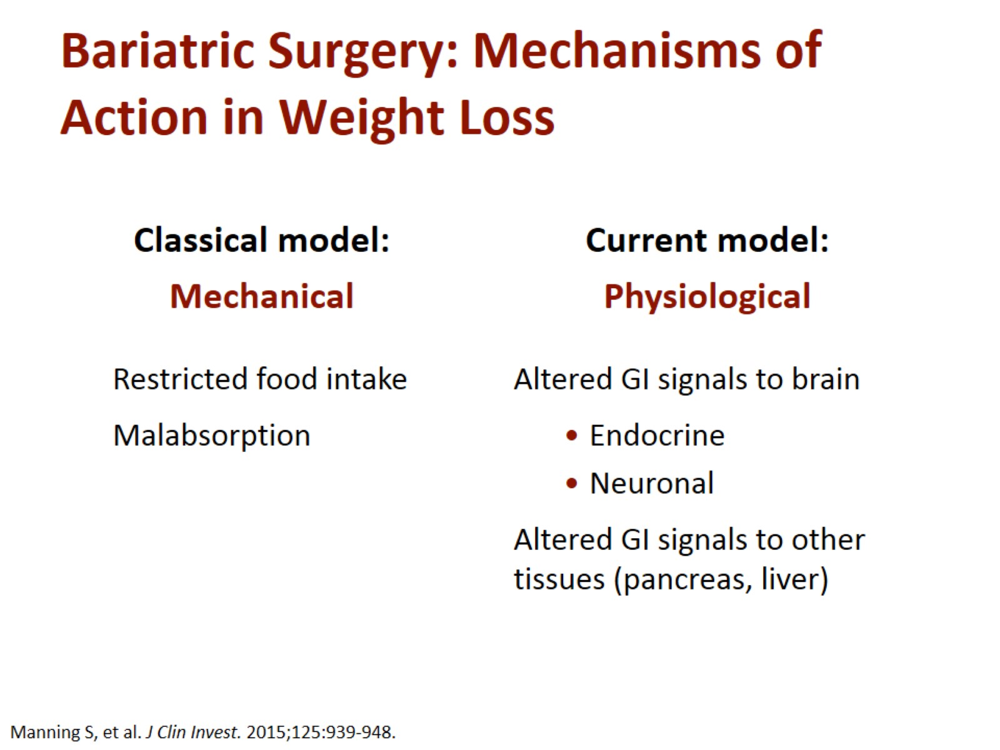 Bariatric Surgery: Mechanisms of
Action in Weight Loss
Classical model:
Mechanical
Restricted food intake
Malabsorption
Current model:
Physiological
Altered GI signals to brain
• Endocrine
• Neuronal
Altered GI signals to other
tissues (pancreas, liver)
Manning S, et al. J Clin Invest. 2015;125:939-948.